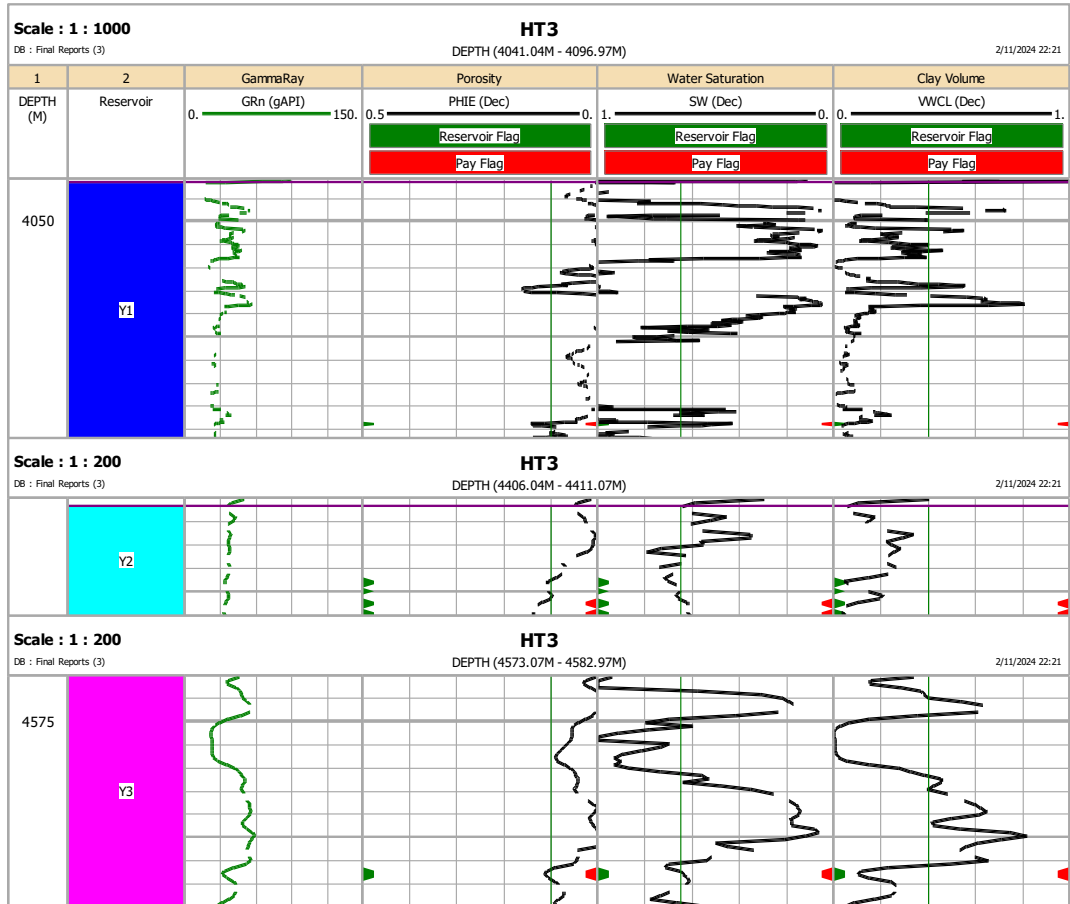 Scale : 1 : 1000
HT3
DB : Final Reports (3)
DEPTH (4041.04M - 4096.97M)
2/11/2024 22:21
1 2 GammaRay Porosity Water Saturation Clay Volume
DEPTH (M)
Reservoir
GRn (gAPI)
0. 150.
PHIE (Dec)
0.5 0.
Reservoir Flag
Pay Flag
SW (Dec)
1. 0.
Reservoir Flag
Pay Flag
VWCL (Dec)
0. 1.
Reservoir Flag
Pay Flag
4050
Y1
Scale : 1 : 200
HT3
DB : Final Reports (3)
DEPTH (4406.04M - 4411.07M)
2/11/2024 22:21
Y2
Scale : 1 : 200
HT3
DB : Final Reports (3)
DEPTH (4573.07M - 4582.97M)
2/11/2024 22:21
4575
Y3